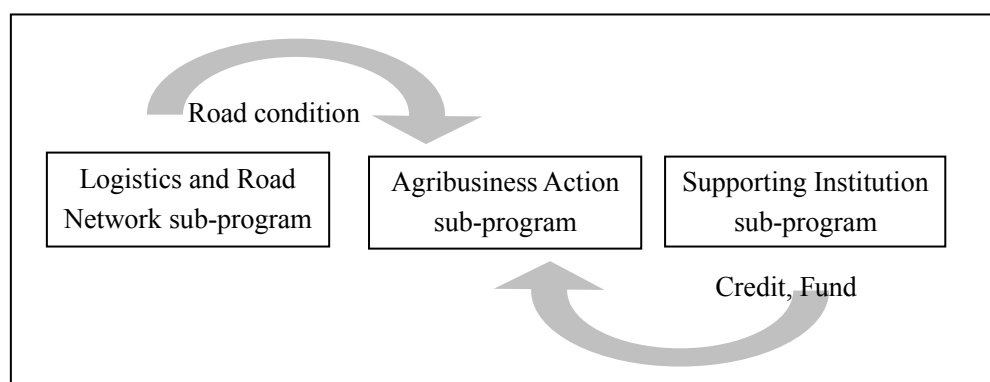 Road condition
Logistics and Road
Network sub-program
Agribusiness Action
sub-program
Supporting Institution
sub-program
Credit, Fund